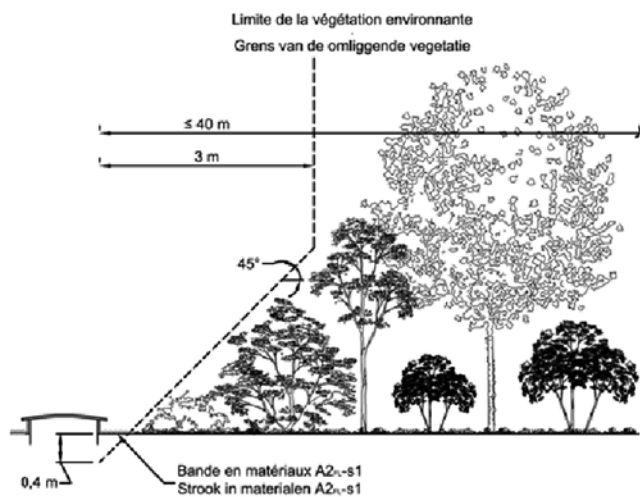 Limite de la végétation environnante
Grens van de omliggende vegetatie
≤ 40 m
3 m
45°
0,4 m
Bande en matériaux A2FL-s1
Strook in materialen A2FL-s1